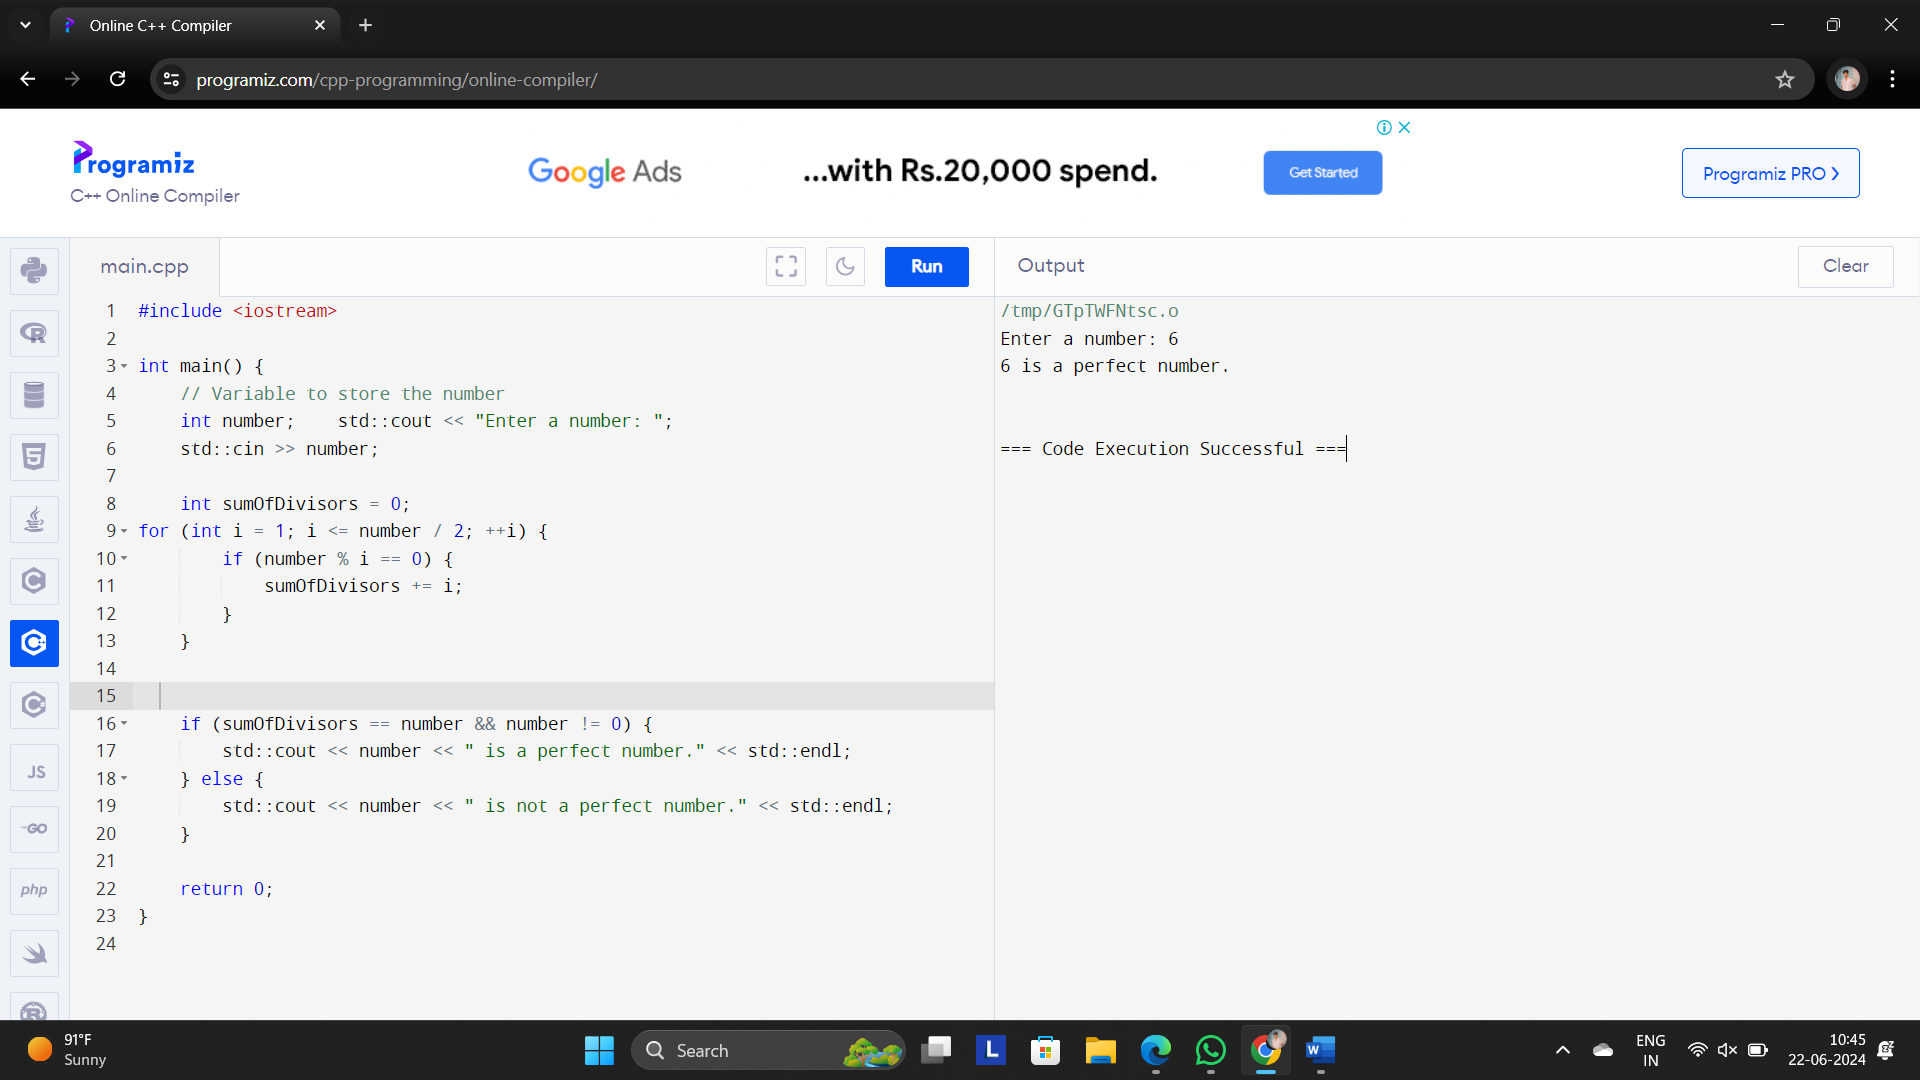 Online C++ Compiler
programiz.com/cpp-programming/online-compiler/
Programiz
C++ Online Compiler
Google Ads
...with Rs.20,000 spend.
Get Started
Programiz PRO
main.cpp
Run
Output
Clear
1 #include <iostream>
2
3 int main() {
4 // Variable to store the number
5 int number;    std::cout << "Enter a number: ";
6 std::cin >> number;
7
8 int sumOfDivisors = 0;
9 for (int i = 1; i <= number / 2; ++i) {
10 if (number % i == 0) {
11 sumOfDivisors += i;
12 }
13 }
14
15
16 if (sumOfDivisors == number && number != 0) {
17 std::cout << number << " is a perfect number." << std::endl;
18 } else {
19 std::cout << number << " is not a perfect number." << std::endl;
20 }
21
22 return 0;
23 }
24
/tmp/GTpTWFNtsc.o
Enter a number: 6
6 is a perfect number.
=== Code Execution Successful ===
R
5
C
C+
C
JS
GO
php
R
91°F
Sunny
Search
L
W
ENG
IN
10:45
22-06-2024